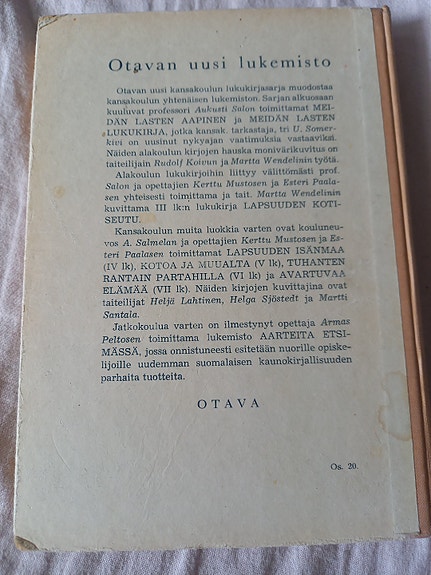 Otavan uusi lukemisto
Otavan uusi kansakoulun lukukirjasarja muodostaa
kansakoulun yhtenäisen lukemiston. Sarjan alkuosaan
kuuluvat professori Aukusti Salon toimittamat MEI-
DÄN LASTEN AAPINEN ja MEIDÄN LASTEN
LUKUKIRJA, jotka kansak. tarkastaja, tri U. Somer-
kivi on uusinut nykyajan vaatimuksia vastaaviksi.
Näiden alakoulun kirjojen hauska monivärikuvitus on
taiteilijain Rudolf Koivun ja Martta Wendelinin työtä.
Alakoulun lukukirjoihin liittyy välittömästi prof.
Salon ja opettajien Kerttu Mustosen ja Esteri Paala-
sen yhteisesti toimittama ja tait. Martta Wendelinin
kuvittama III lk:n lukukirja LAPSUUDEN KOTI-
SEUTU.
Kansakoulun muita luokkia varten ovat kouluneu-
vos A. Salmelan ja opettajien Kerttu Mustosen ja Es-
teri Paalasen toimittamat LAPSUUDEN ISÄNMAA
(IV lk), KOTOA JA MUUALTA (V lk), TUHANTEN
RANTAIN PARTAHILLA (VI lk) ja AVARTUVAA
ELÄMÄÄ (VII lk). Näiden kirjojen kuvittajina ovat
taiteilijat Heljä Lahtinen, Helga Sjöstedt ja Martti
Santala.
Jatkokoulua varten on ilmestynyt opettaja Armas
Peltosen toimittama lukemisto AARTEITA ETSI-
MÄSSÄ, jossa onnistuneesti esitetään nuorille opiske-
lijoille uudemman suomalaisen kaunokirjallisuuden
parhaita tuotteita.
OTAVA
Os. 20.